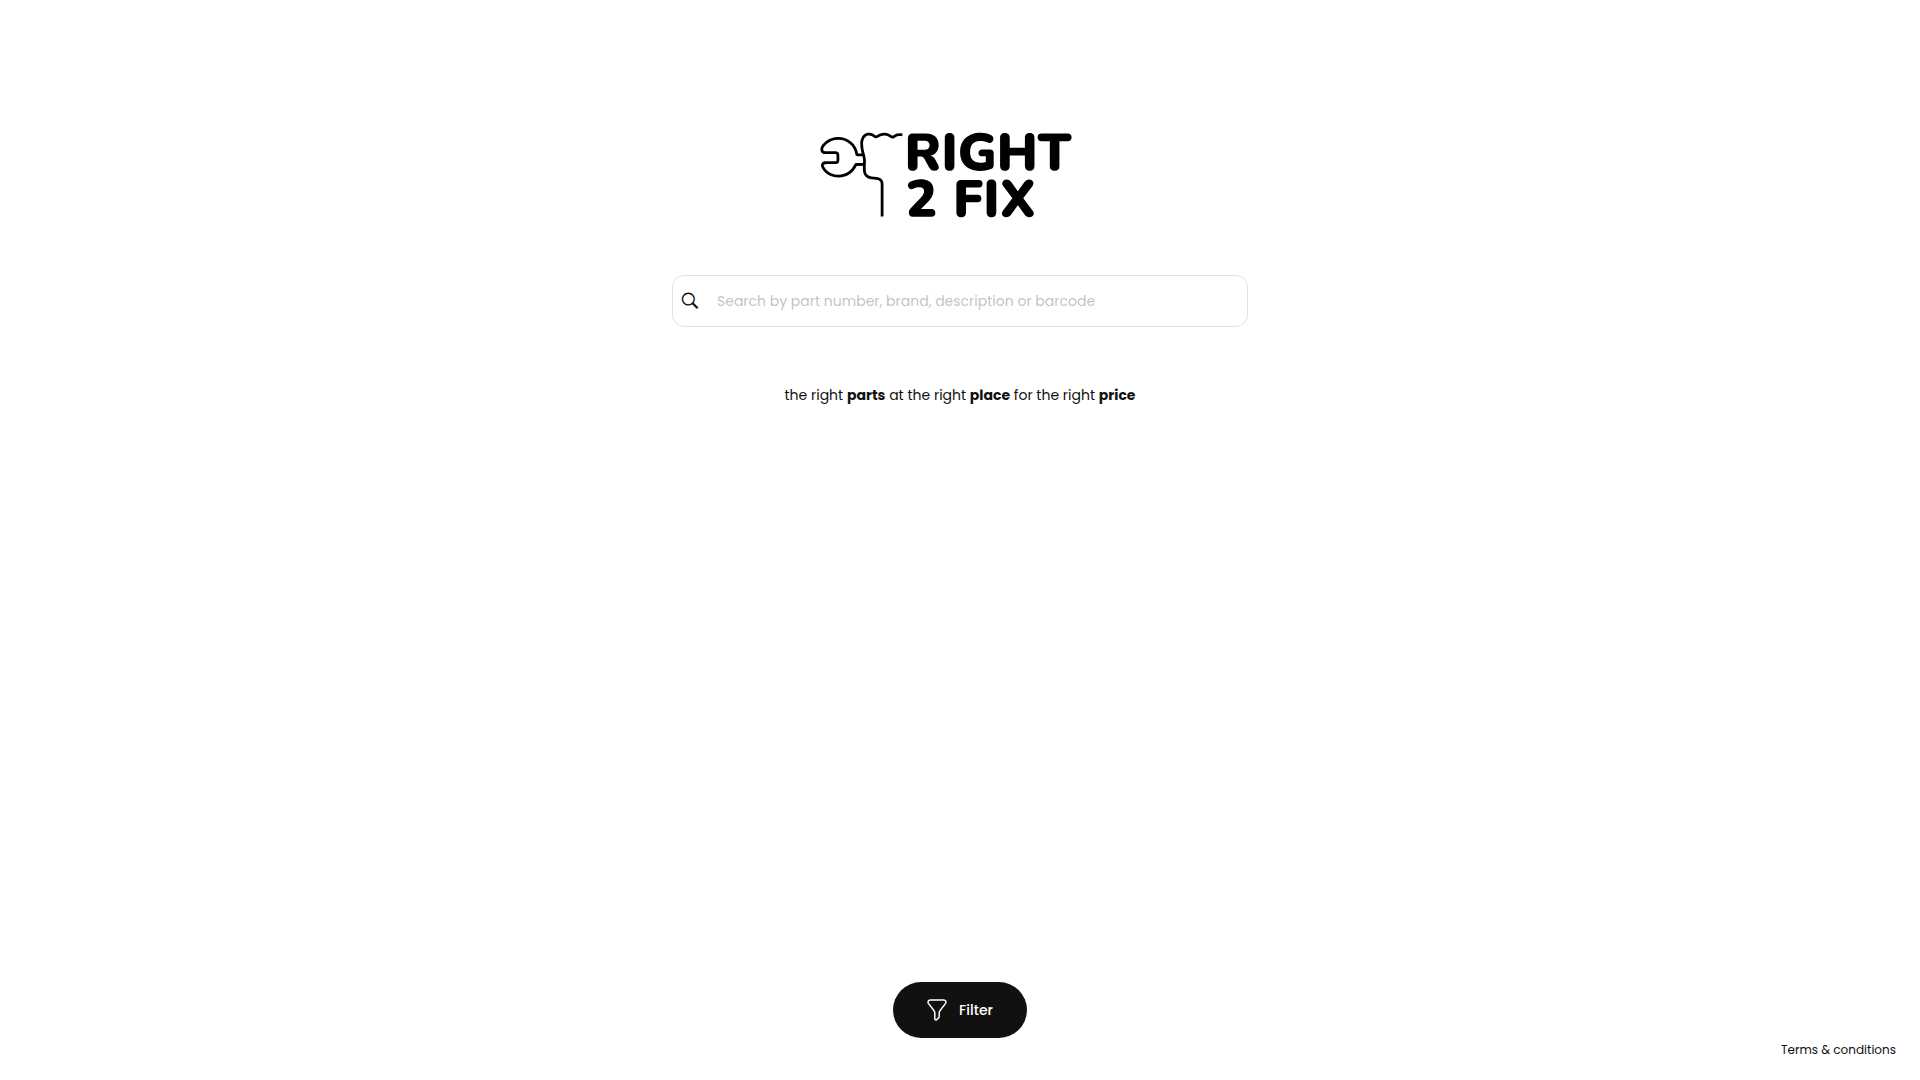 RIGHT
2 FIX
Search by part number, brand, description or barcode
the right parts at the right place for the right price
Filter
Terms & conditions